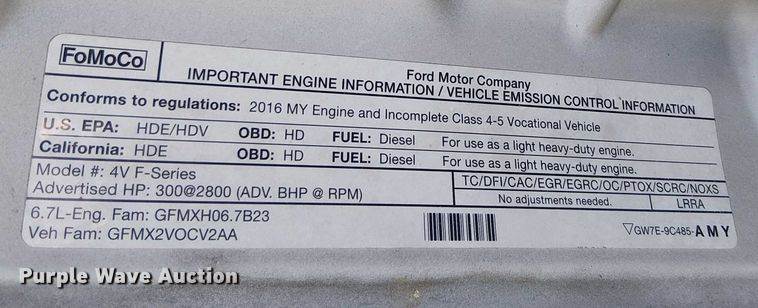 FoMoCo
Ford Motor Company
IMPORTANT ENGINE INFORMATION / VEHICLE EMISSION CONTROL INFORMATION
Conforms to regulations: 2016 MY Engine and Incomplete Class 4-5 Vocational Vehicle
U.S. EPA: HDE/HDV OBD: HD FUEL: Diesel For use as a light heavy-duty engine.
California: HDE OBD: HD FUEL: Diesel For use as a light heavy-duty engine.
Model #: 4V F-Series
Advertised HP: 300@2800 (ADV. BHP @ RPM)
TC/DFI/CAC/EGR/EGRC/OC/PTOX/SCRC/NOXS
No adjustments needed. LRRA
6.7L-Eng. Fam: GFMXH06.7B23
Veh Fam: GFMX2VOCV2AA
▽GW7E-9C485-AMY
Purple Wave Auction